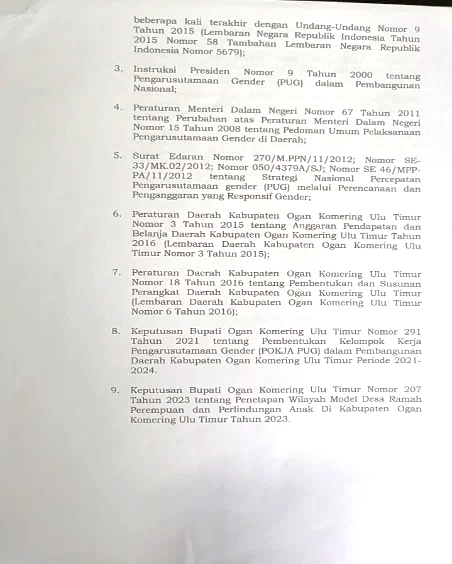 beberapa kali terakhir dengan Undang-Undang Nomor 9
Tahun 2015 (Lembaran Negara Republik Indonesia Tahun
2015 Nomor 58 Tambahan Lembaran Negara Republik
Indonesia Nomor 5679);
3. Instruksi Presiden Nomor 9 Tahun 2000 tentang
Pengarusutamaan Gender (PUG) dalam Pembangunan
Nasional;
4. Peraturan Menteri Dalam Negeri Nomor 67 Tahun 2011
tentang Perubahan atas Peraturan Menteri Dalam Negeri
Nomor 15 Tahun 2008 tentang Pedoman Umum Pelaksanaan
Pengarusutamaan Gender di Daerah;
5. Surat Edaran Nomor 270/M.PPN/11/2012; Nomor SE-
33/MK.02/2012; Nomor 050/4379A/SJ; Nomor SE 46/MPP-
PA/11/2012 tentang Strategi Nasional Percepatan
Pengarusutamaan gender (PUG) melalui Perencanaan dan
Penganggaran yang Responsif Gender;
6. Peraturan Daerah Kabupaten Ogan Komering Ulu Timur
Nomor 3 Tahun 2015 tentang Anggaran Pendapatan dan
Belanja Daerah Kabupaten Ogan Komering Ulu Timur Tahun
2016 (Lembaran Daerah Kabupaten Ogan Komering Ulu
Timur Nomor 3 Tahun 2015);
7. Peraturan Daerah Kabupaten Ogan Komering Ulu Timur
Nomor 18 Tahun 2016 tentang Pembentukan dan Susunan
Perangkat Daerah Kabupaten Ogan Komering Ulu Timur
(Lembaran Daerah Kabupaten Ogan Komering Ulu Timur
Nomor 6 Tahun 2016);
8. Keputusan Bupati Ogan Komering Ulu Timur Nomor 291
Tahun 2021 tentang Pembentukan Kelompok Kerja
Pengarusutamaan Gender (POKJA PUG) dalam Pembangunan
Daerah Kabupaten Ogan Komering Ulu Timur Periode 2021-
2024.
9. Keputusan Bupati Ogan Komering Ulu Timur Nomor 207
Tahun 2023 tentang Penetapan Wilayah Model Desa Ramah
Perempuan dan Perlindungan Anak Di Kabupaten Ogan
Komering Ulu Timur Tahun 2023.